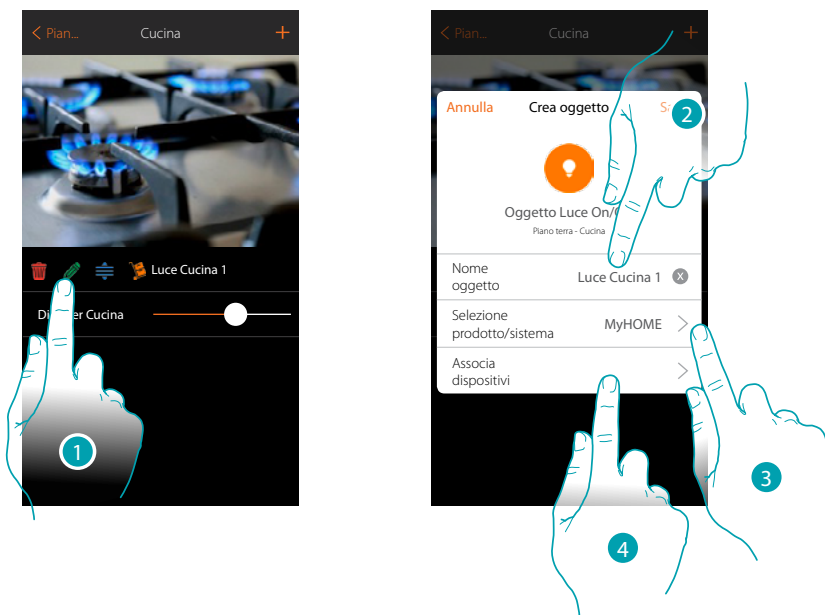 Pian...
Cucina
+
Luce Cucina 1
Cucina
1
Pian...
Cucina
+
Annulla
Crea oggetto
2
Oggetto Luce On/
Piano terra - Cucina
Nome
oggetto
Luce Cucina 1
X
Selezione
prodotto/sistema
MyHOME
Associa
dispositivi
3
4